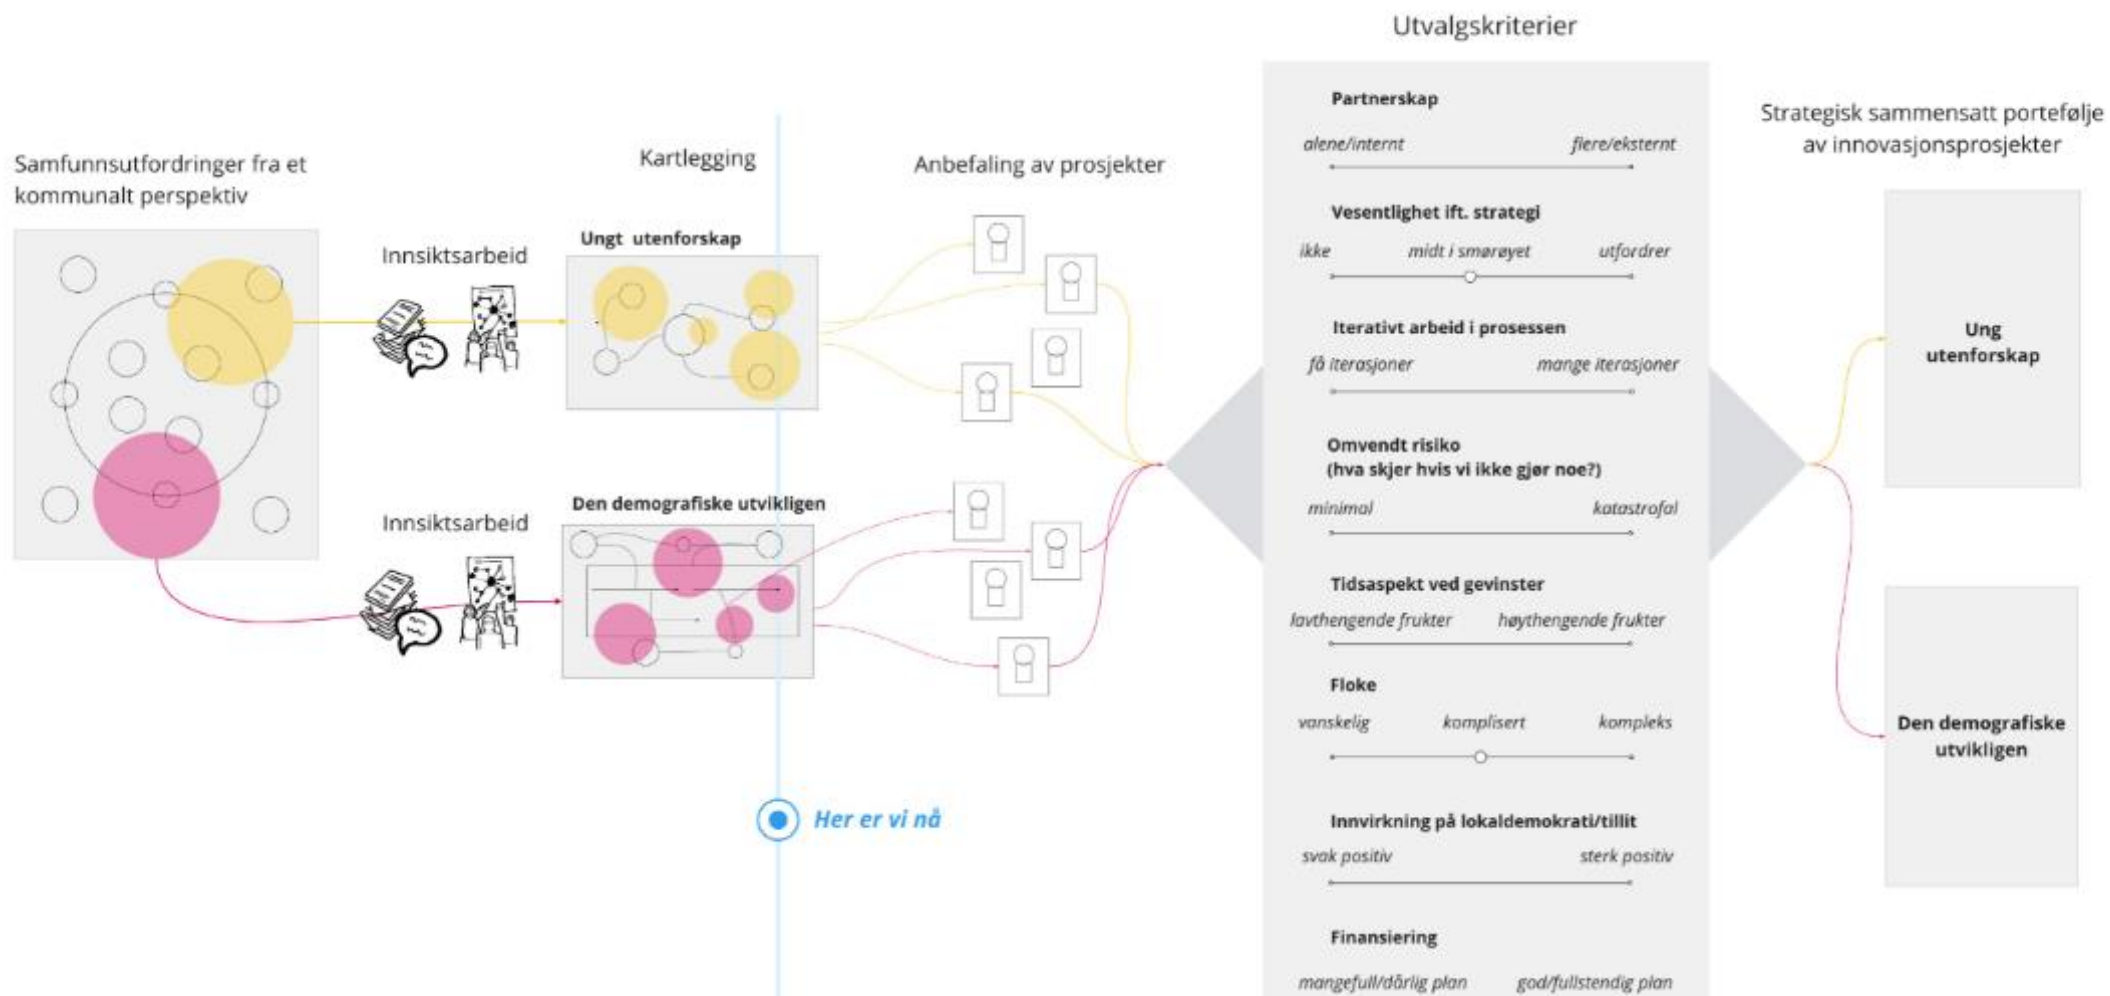 Utvalgskriterier
Samfunnsutfordringer fra et
kommunalt perspektiv
Innsiktsarbeid
Innsiktsarbeid
Kartlegging
Ungt utenforskap
Den demografiske utvikligen
Her er vi nå
Anbefaling av prosjekter
Partnerskap
alene/internt
flere/eksternt
Vesentlighet ift. strategi
ikke
midt i smørøyet
utfordrer
Iterativt arbeid i prosessen
få iterasjoner
mange iterasjoner
Omvendt risiko
(hva skjer hvis vi ikke gjør noe?)
minimal
katastrofal
Tidsaspekt ved gevinster
lavthengende frukter
høythengende frukter
Floke
vanskelig
komplisert
kompleks
Innvirkning på lokaldemokrati/tillit
svak positiv
sterk positiv
Finansiering
mangefull/dårlig plan
god/fullstendig plan
Strategisk sammensatt portefølje
av innovasjonsprosjekter
Ung
utenforskap
Den demografiske
utvikligen